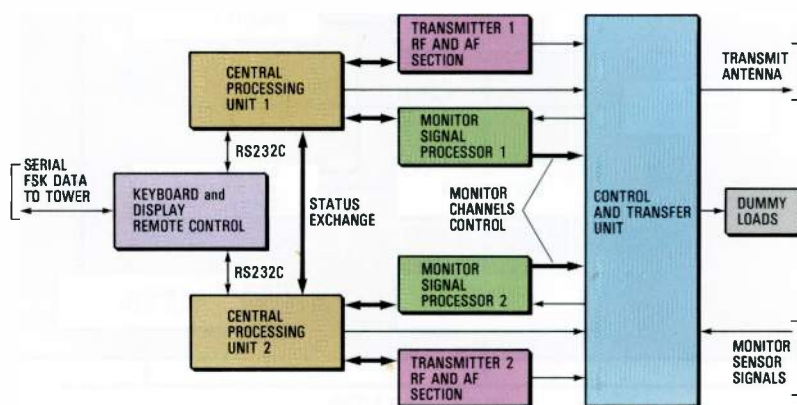 TRANSMITTER 1
RF AND AF
SECTION
CENTRAL
PROCESSING
UNIT 1
TRANSMIT
ANTENNA
MONITOR
SIGNAL
PROCESSOR 1
RS232C
SERIAL
FSK DATA
TO TOWER
KEYBOARD and
DISPLAY
REMOTE CONTROL
STATUS
EXCHANGE
MONITOR
CHANNELS
CONTROL
CONTROL
AND TRANSFER
UNIT
DUMMY
LOADS
RS232C
MONITOR
SIGNAL
PROCESSOR 2
CENTRAL
PROCESSING
UNIT 2
MONITOR
SENSOR
SIGNALS
TRANSMITTER 2
RF AND AF
SECTION